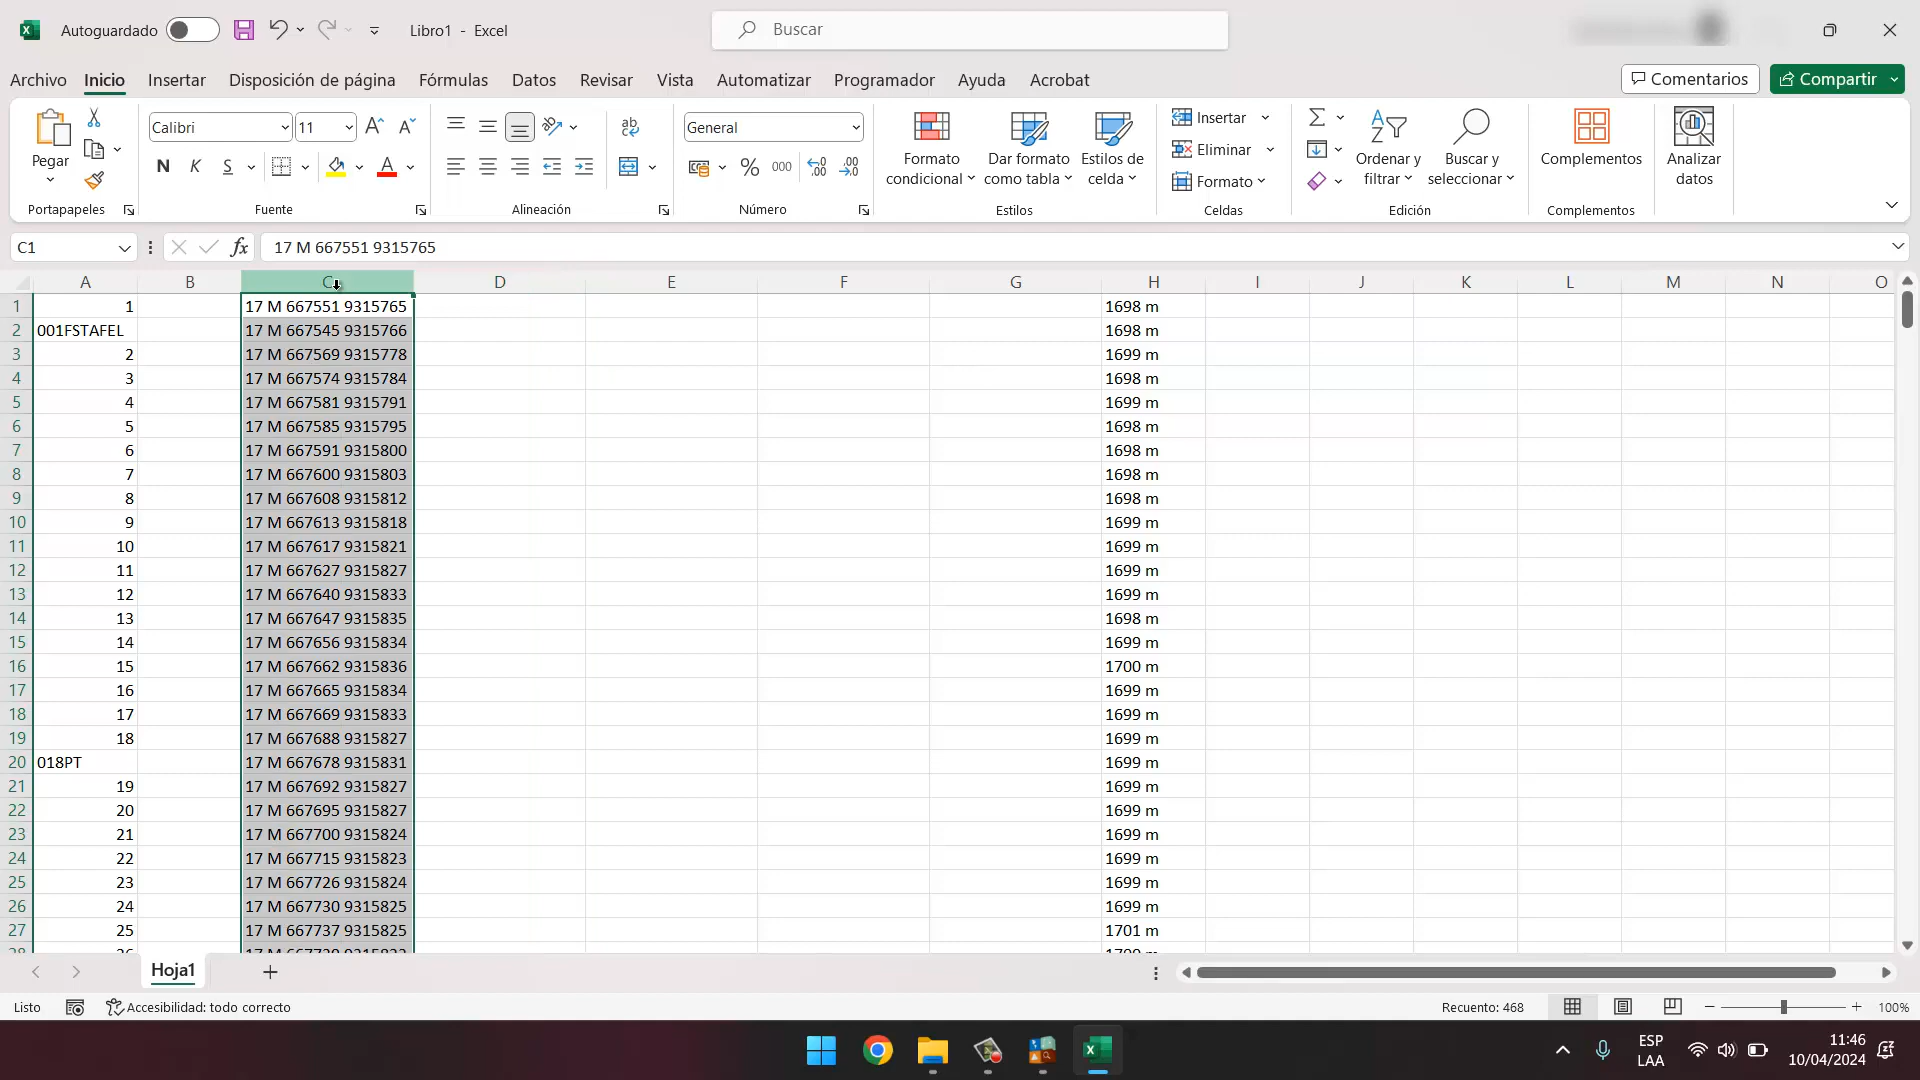 Autoguardado Libro1 - Excel Buscar
Archivo Inicio Insertar Disposición de página Fórmulas Datos Revisar Vista Automatizar Programador Ayuda Acrobat Comentarios Compartir
Pegar
Portapapeles
Calibri 11
N K S
Fuente
Alineación
General
% 000
Número
Formato condicional
Dar formato como tabla
Estilos de celda
Estilos
Insertar
Eliminar
Formato
Celdas
Ordenar y filtrar
Buscar y seleccionar
Edición
Complementos
Complementos
Analizar datos
C1 fx 17 M 667551 9315765
A B C D E F G H I J K L M N O
1 1 17 M 667551 9315765 1698 m
2 001FSTAFEL 17 M 667545 9315766 1698 m
3 2 17 M 667569 9315778 1699 m
4 3 17 M 667574 9315784 1698 m
5 4 17 M 667581 9315791 1699 m
6 5 17 M 667585 9315795 1698 m
7 6 17 M 667591 9315800 1698 m
8 7 17 M 667600 9315803 1698 m
9 8 17 M 667608 9315812 1698 m
10 9 17 M 667613 9315818 1699 m
11 10 17 M 667617 9315821 1699 m
12 11 17 M 667627 9315827 1699 m
13 12 17 M 667640 9315833 1699 m
14 13 17 M 667647 9315835 1698 m
15 14 17 M 667656 9315834 1699 m
16 15 17 M 667662 9315836 1700 m
17 16 17 M 667665 9315834 1699 m
18 17 17 M 667669 9315833 1699 m
19 18 17 M 667688 9315827 1699 m
20 018PT 17 M 667678 9315831 1699 m
21 19 17 M 667692 9315827 1699 m
22 20 17 M 667695 9315827 1699 m
23 21 17 M 667700 9315824 1699 m
24 22 17 M 667715 9315823 1699 m
25 23 17 M 667726 9315824 1699 m
26 24 17 M 667730 9315825 1699 m
27 25 17 M 667737 9315825 1701 m
Hoja1
Listo Accesibilidad: todo correcto Recuento: 468 100%
ESP
LAA
11:46
10/04/2024